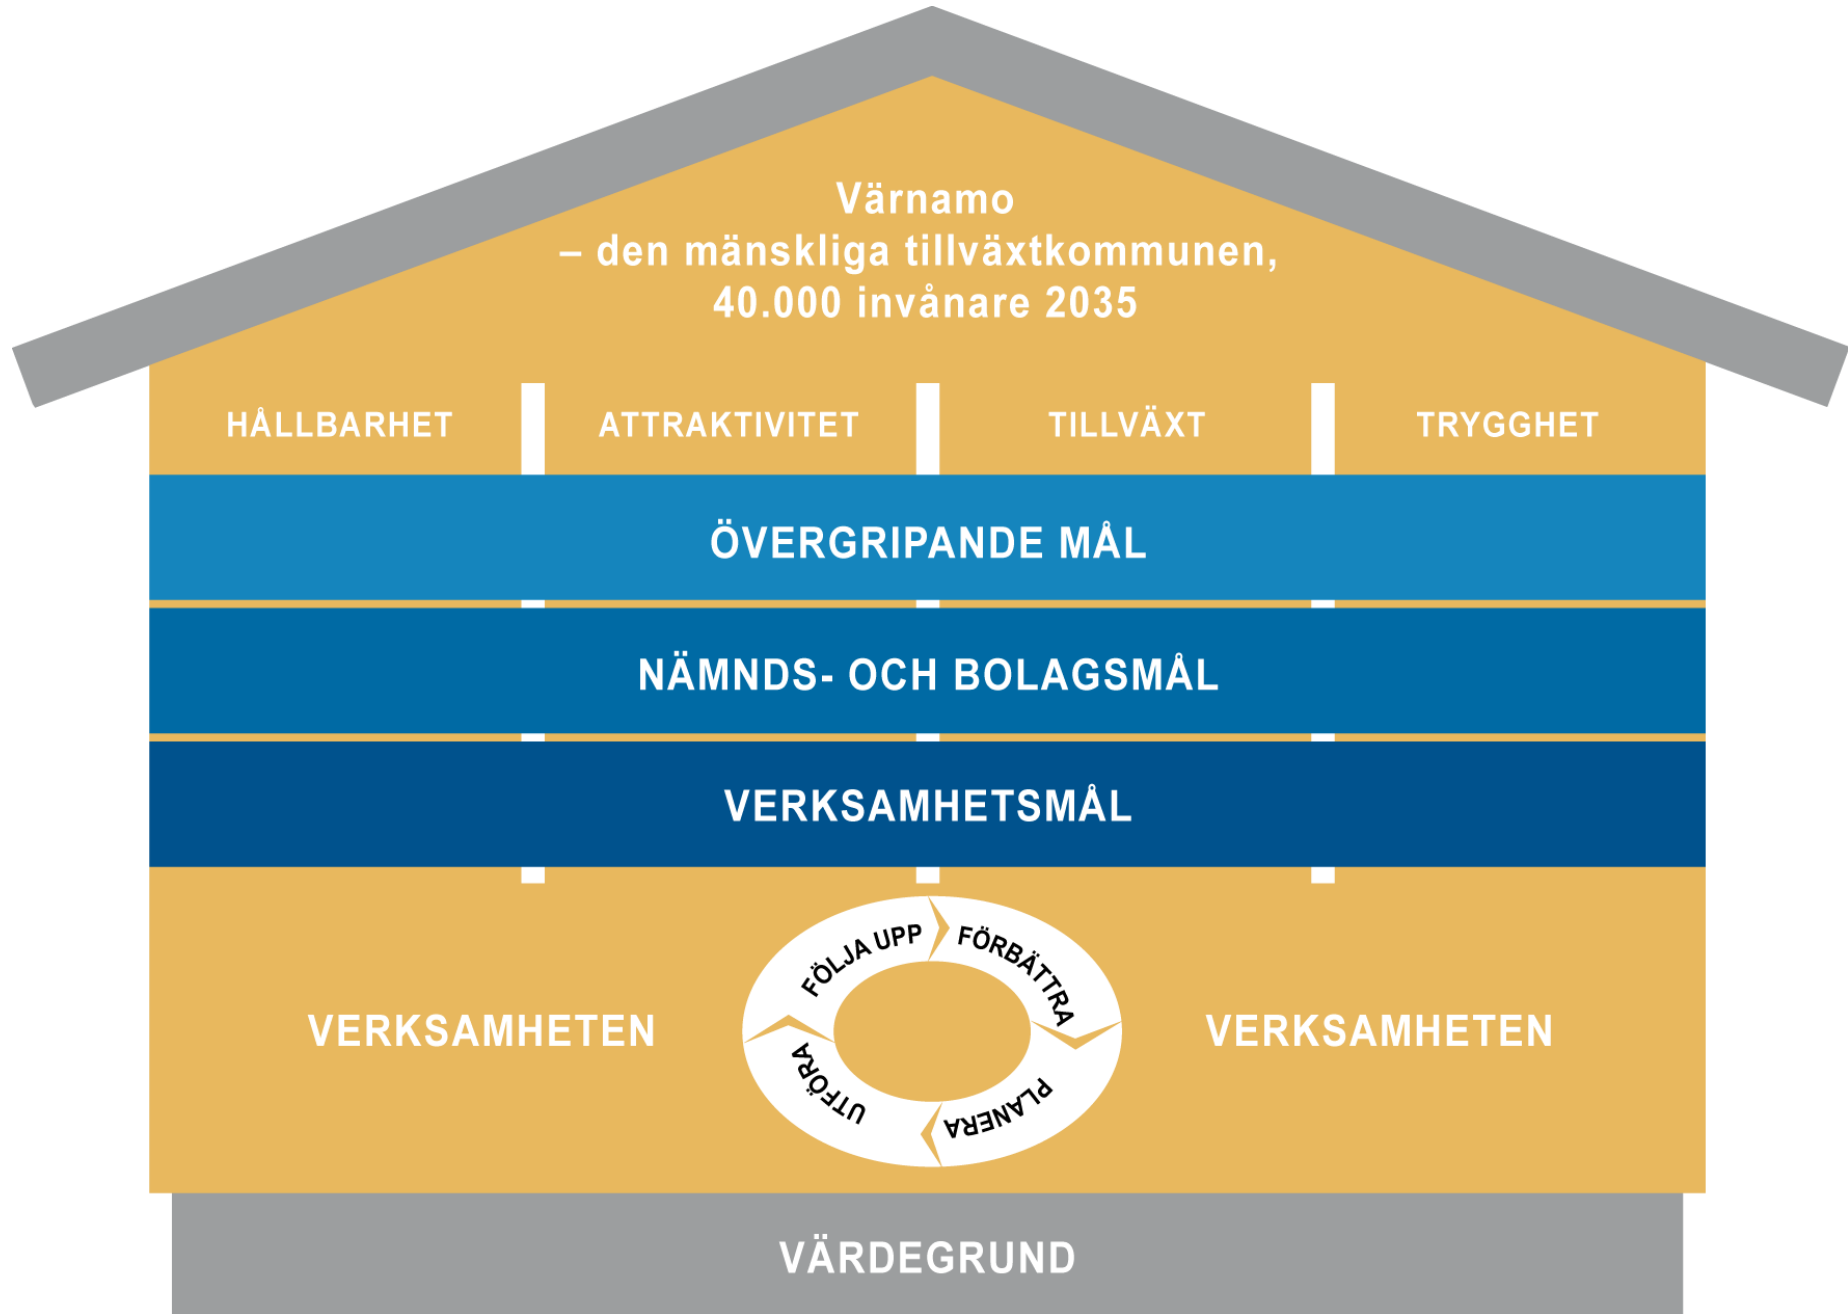 Värnamo
– den mänskliga tillväxtkommunen,
40.000 invånare 2035
HÅLLBARHET
ATTRAKTIVITET
TILLVÄXT
TRYGGHET
ÖVERGRIPANDE MÅL
NÄMNDS- OCH BOLAGSMÅL
VERKSAMHETSMÅL
VERKSAMHETEN
FÖLJA UPP
FÖRBÄTTRA
PLANERA
UTFÖRA
VERKSAMHETEN
VÄRDEGRUND